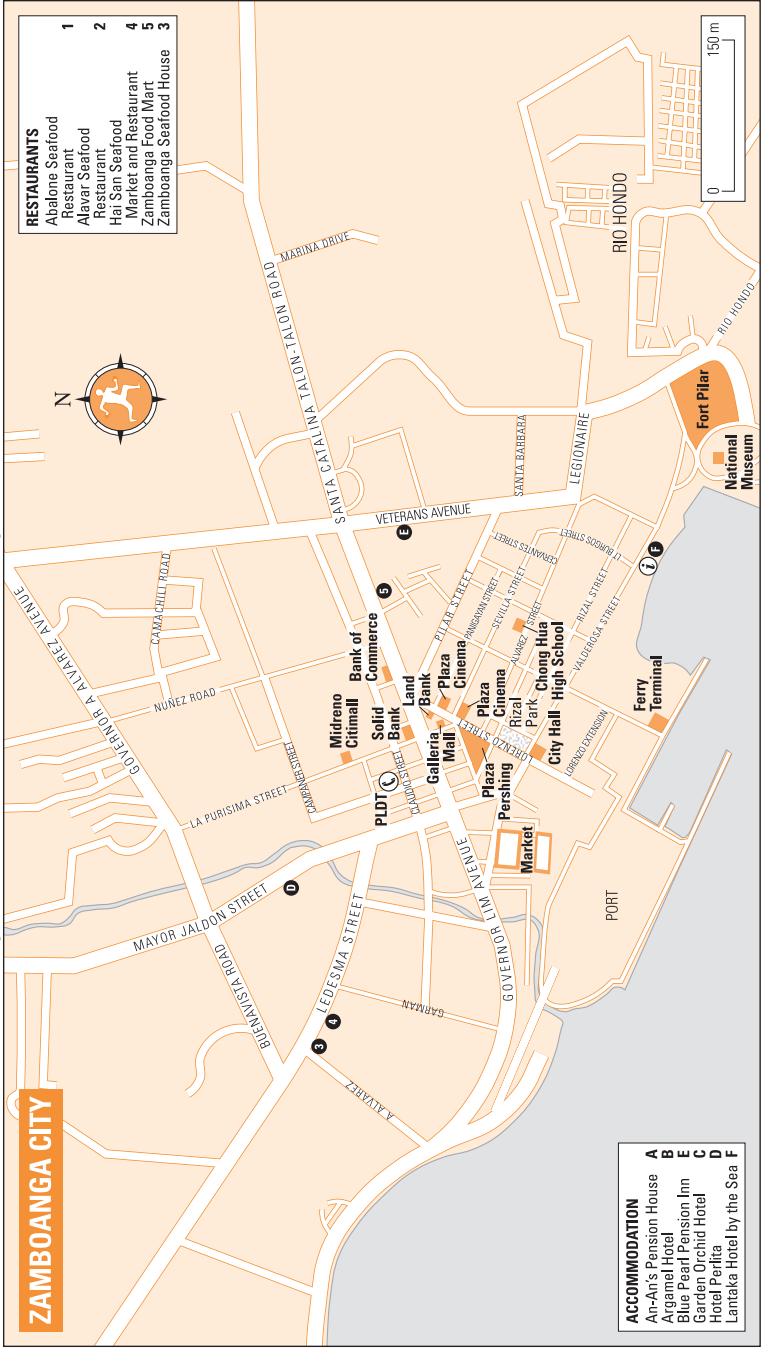 ZAMBOANGA CITY
RESTAURANTS
Abalone Seafood
Restaurant 1
Alavar Seafood
Restaurant 2
Hai San Seafood
Market and Restaurant 4
Zamboanga Food Mart 5
Zamboanga Seafood House 3
N
0 150 m
GOVERNOR A ALVAREZ AVENUE
CAMACHILI ROAD
NUÑEZ ROAD
LA PURISIMA STREET
CAMPANER STREET
MAYOR JALDON STREET
D
BUENAVISTA ROAD
LEDESMA STREET
3
4
A ALVAREZ
GARMAN
GOVERNOR LIM AVENUE
CLAUDIO STREET
PLDT
Midreno
Citimall
Solid
Bank
Bank of
Commerce
Land
Bank
Galleria
Mall
Plaza
Cinema
Plaza
Cinema
Plaza
Pershing
Rizal
Park
LORENZO STREET
City Hall
Chong Hua
High School
Market
PORT
LORENZO EXTENSION
Ferry
Terminal
5
E
SANTA CATALINA TALON-TALON ROAD
MARINA DRIVE
VETERANS AVENUE
SANTA BARBARA
LEGIONAIRE
PILAR STREET
PANIGAYAN STREET
SEVILLA STREET
CERVANTES STREET
ALVAREZ STREET
LT BURGOS STREET
RIZAL STREET
VALDEROSA STREET
i
F
RIO HONDO
RIO HONDO
Fort Pilar
National
Museum
ACCOMMODATION
An-An's Pension House A
Argamel Hotel B
Blue Pearl Pension Inn E
Garden Orchid Hotel C
Hotel Perlita D
Lantaka Hotel by the Sea F